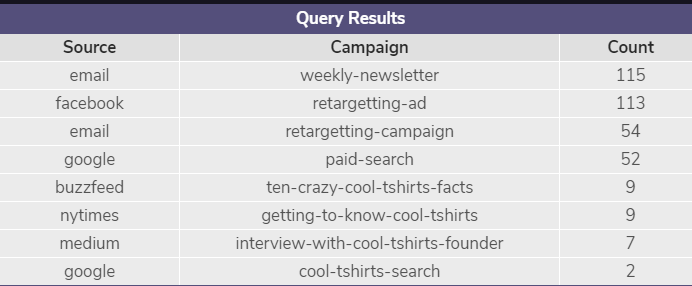 Query Results
Source Campaign Count
email weekly-newsletter 115
facebook retargetting-ad 113
email retargetting-campaign 54
google paid-search 52
buzzfeed ten-crazy-cool-tshirts-facts 9
nytimes getting-to-know-cool-tshirts 9
medium interview-with-cool-tshirts-founder 7
google cool-tshirts-search 2